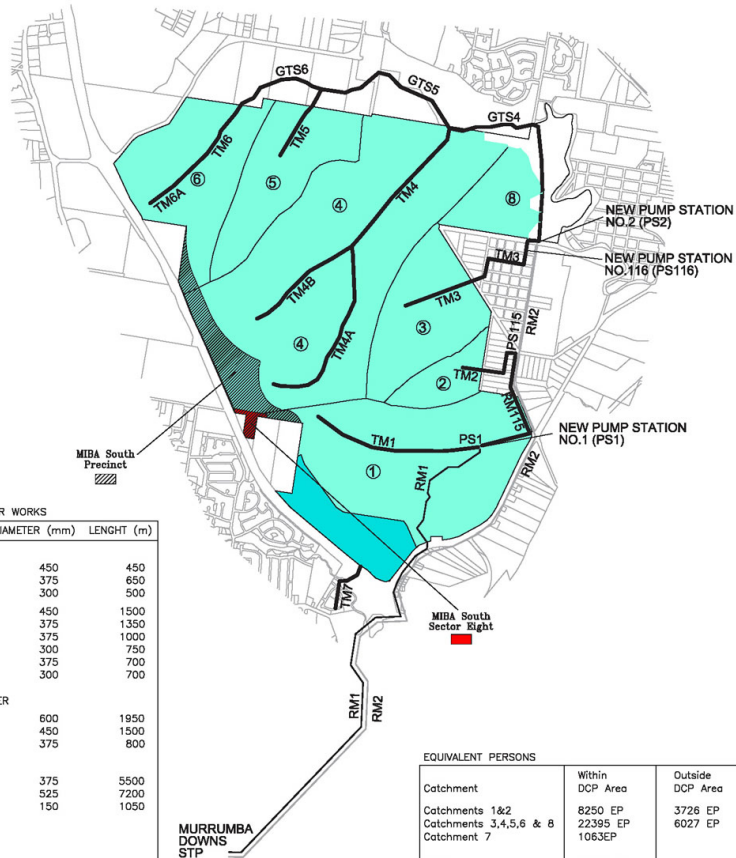 GTS6
GTS5
GTS4
TM5
TM6
TM6A
TM4
⑥
⑤
④
⑧
NEW PUMP STATION
NO.2 (PS2)
NEW PUMP STATION
NO.116 (PS116)
TM3
TM3
RM2
TM4B
TM4A
③
④
PS115
TM2
②
RM115
NEW PUMP STATION
NO.1 (PS1)
TM1
PS1
RM2
RM1
①
MIBA South
Precinct
TM7
MIBA South
Sector Eight
R WORKS
IAMETER (mm) LENGHT (m)
450 450
375 650
300 500
450 1500
375 1350
375 1000
300 750
375 700
300 700
ER
600 1950
450 1500
375 800
375 5500
525 7200
150 1050
RM1
RM2
MURRUMBA
DOWNS
STP
EQUIVALENT PERSONS
Catchment Within DCP Area Outside DCP Area
Catchments 1&2 8250 EP 3726 EP
Catchments 3,4,5,6 & 8 22395 EP 6027 EP
Catchment 7 1063EP